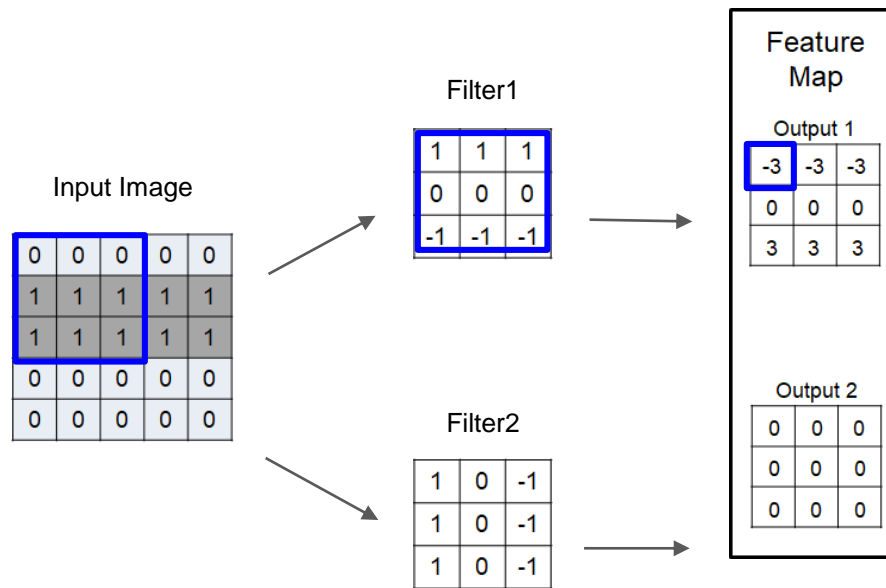 Feature
Map
Filter1
1 1 1
0 0 0
-1 -1 -1
Output 1
-3 -3 -3
0 0 0
3 3 3
Input Image
0 0 0 0 0
1 1 1 1 1
1 1 1 1 1
0 0 0 0 0
0 0 0 0 0
Filter2
1 0 -1
1 0 -1
1 0 -1
Output 2
0 0 0
0 0 0
0 0 0